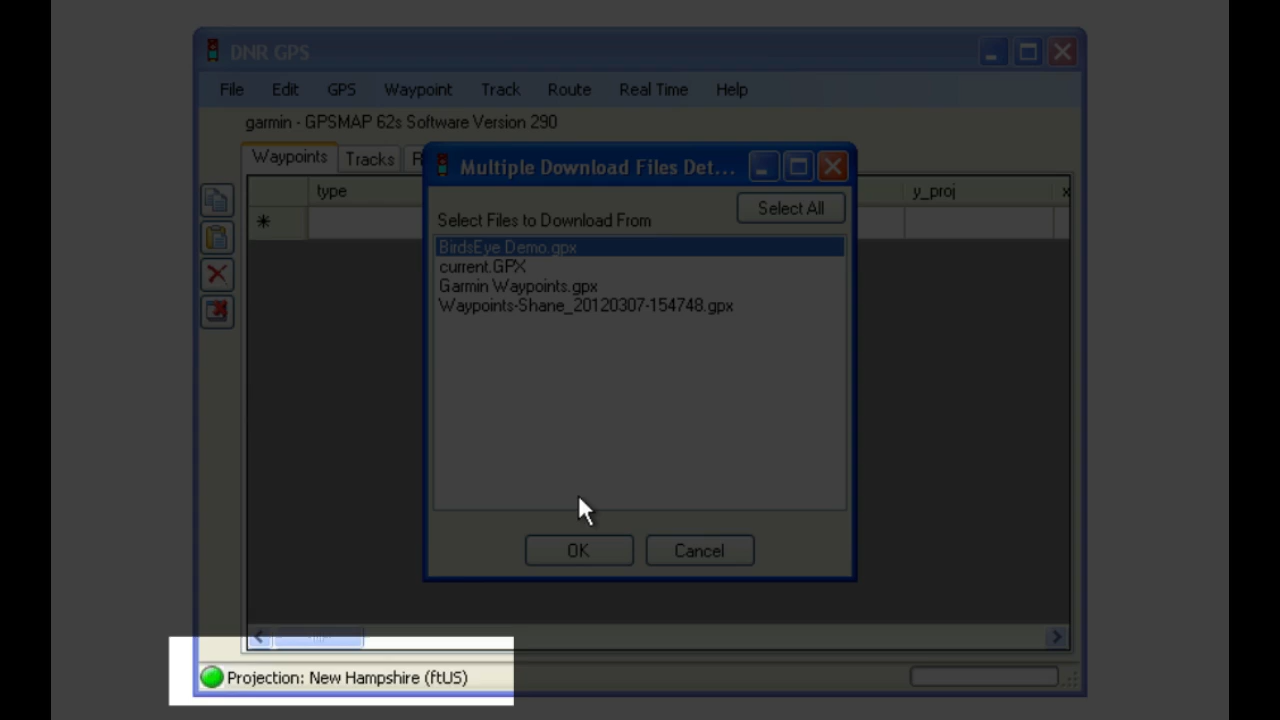 DNR GPS
File Edit GPS Waypoint Track Route Real Time Help
garmin - GPSMAP 62s Software Version 290
Waypoints Tracks R
Multiple Download Files Det...
type y_proj x
Select All
Select Files to Download From
BirdsEye Demo.gpx
current.GPX
Garmin Waypoints.gpx
Waypoints-Shane_20120307-154748.gpx
OK Cancel
Projection: New Hampshire (ftUS)